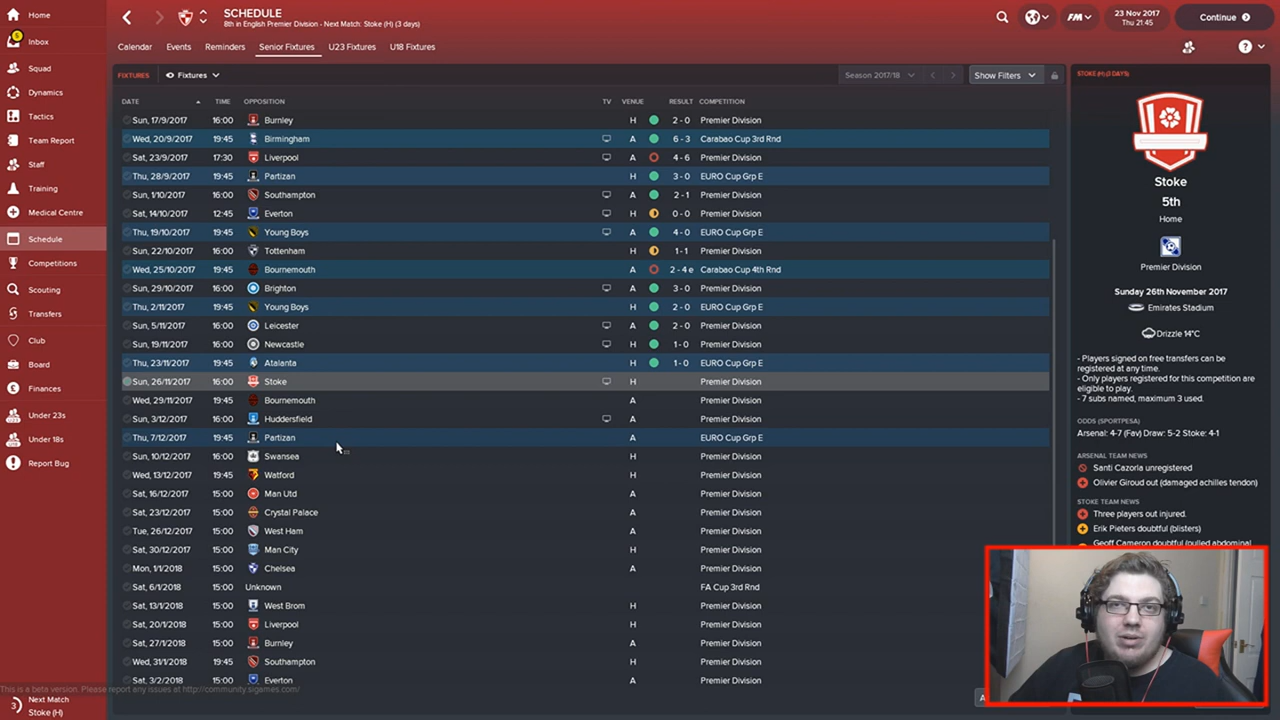 Home
Inbox
Squad
Dynamics
Tactics
Team Report
Staff
Training
Medical Centre
Schedule
Competitions
Scouting
Transfers
Club
Board
Finances
Under 23s
Under 18s
Report Bug
3 Next Match
Stoke (H)
SCHEDULE
8th in English Premier Division - Next Match: Stoke (H) (3 days)
FM
23 Nov 2017
Thu 21:45
Continue
Calendar Events Reminders Senior Fixtures U23 Fixtures U18 Fixtures
FIXTURES Fixtures Season 2017/18 Show Filters
DATE TIME OPPOSITION TV VENUE RESULT COMPETITION
Sun, 17/9/2017 16:00 Burnley H 2 - 0 Premier Division
Wed, 20/9/2017 19:45 Birmingham A 6 - 3 Carabao Cup 3rd Rnd
Sat, 23/9/2017 17:30 Liverpool A 4 - 6 Premier Division
Thu, 28/9/2017 19:45 Partizan H 3 - 0 EURO Cup Grp E
Sun, 1/10/2017 16:00 Southampton H 2 - 1 Premier Division
Sat, 14/10/2017 12:45 Everton H 0 - 0 Premier Division
Thu, 19/10/2017 19:45 Young Boys A 4 - 0 EURO Cup Grp E
Sun, 22/10/2017 16:00 Tottenham H 1 - 1 Premier Division
Wed, 25/10/2017 19:45 Bournemouth A 2 - 4 e Carabao Cup 4th Rnd
Sun, 29/10/2017 16:00 Brighton A 3 - 0 Premier Division
Thu, 2/11/2017 19:45 Young Boys H 2 - 0 EURO Cup Grp E
Sun, 5/11/2017 16:00 Leicester A 2 - 0 Premier Division
Sun, 19/11/2017 16:00 Newcastle H 1 - 0 Premier Division
Thu, 23/11/2017 19:45 Atalanta H 1 - 0 EURO Cup Grp E
Sun, 26/11/2017 16:00 Stoke H Premier Division
Wed, 29/11/2017 19:45 Bournemouth A Premier Division
Sun, 3/12/2017 16:00 Huddersfield A Premier Division
Thu, 7/12/2017 19:45 Partizan A EURO Cup Grp E
Sun, 10/12/2017 16:00 Swansea H Premier Division
Wed, 13/12/2017 19:45 Watford H Premier Division
Sat, 16/12/2017 15:00 Man Utd A Premier Division
Sat, 23/12/2017 15:00 Crystal Palace A Premier Division
Tue, 26/12/2017 15:00 West Ham H Premier Division
Sat, 30/12/2017 15:00 Man City H Premier Division
Mon, 1/1/2018 15:00 Chelsea A Premier Division
Sat, 6/1/2018 15:00 Unknown FA Cup 3rd Rnd
Sat, 13/1/2018 15:00 West Brom H Premier Division
Sat, 20/1/2018 15:00 Liverpool H Premier Division
Sat, 27/1/2018 15:00 Burnley A Premier Division
Wed, 31/1/2018 19:45 Southampton A Premier Division
Sat, 3/2/2018 15:00 Everton A Premier Division
This is a beta version. Please report any issues at http://community.sigames.com/
STOKE (H) (3 DAYS)
Stoke
5th
Home
Premier Division
Sunday 26th November 2017
Emirates Stadium
Drizzle 14°C
- Players signed on free transfers can be
registered at any time.
- Only players registered for this competition are
eligible to play.
- 7 subs named, maximum 3 used.
ODDS (SPORTPESA)
Arsenal: 4-7 (Fav) Draw: 5-2 Stoke: 4-1
ARSENAL TEAM NEWS
Santi Cazorla unregistered
Olivier Giroud out (damaged achilles tendon)
STOKE TEAM NEWS
Three players out injured.
Erik Pieters doubtful (blisters)
Geoff Cameron doubtful (pulled abdominal